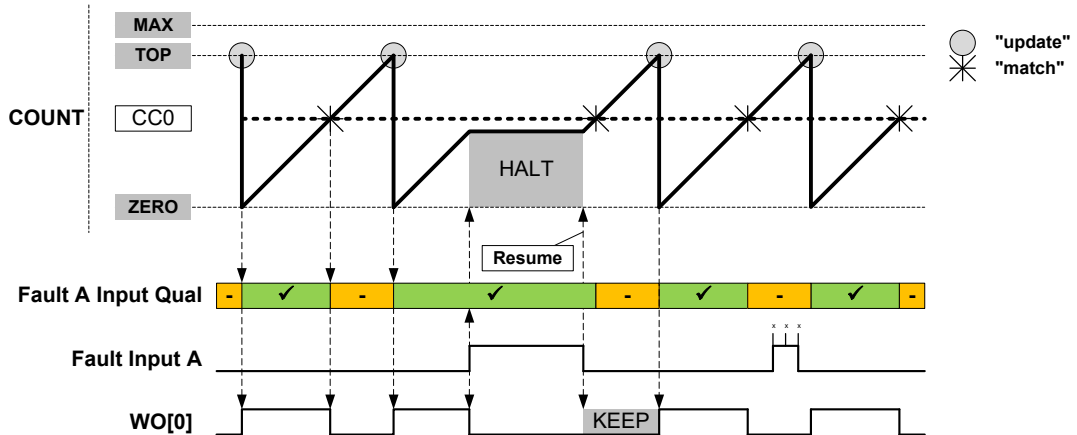 MAX
TOP
"update"
"match"
COUNT
CC0
HALT
ZERO
Resume
Fault A Input Qual
- ✓ - ✓ - ✓ - ✓ -
x x x
Fault Input A
WO[0]
KEEP